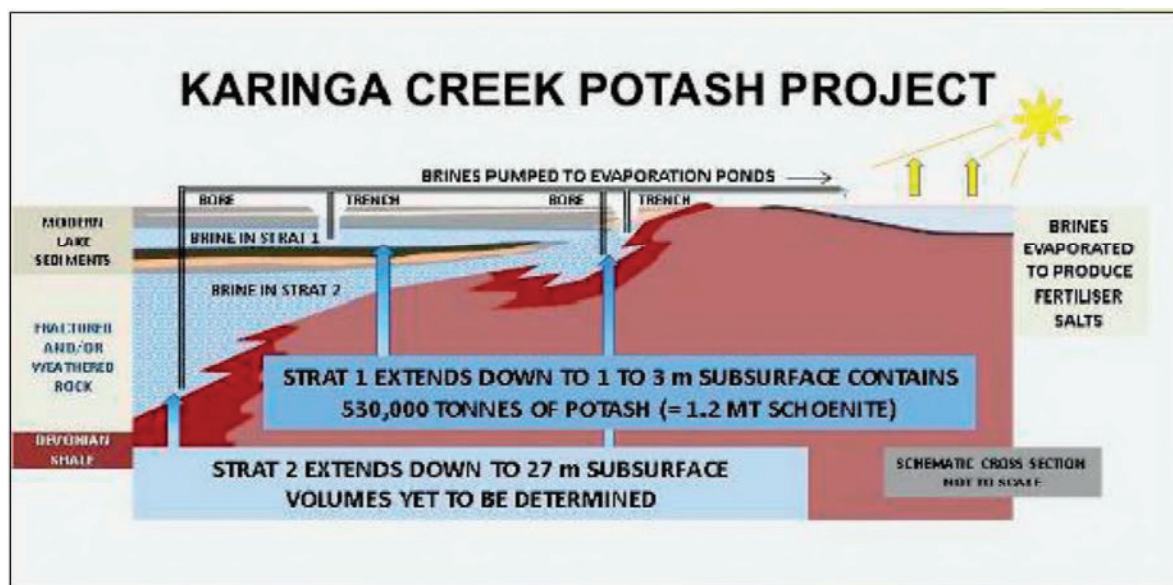 KARINGA CREEK POTASH PROJECT
BRINES PUMPED TO EVAPORATION PONDS
BORE
TRENCH
BORE
TRENCH
MODERN
LAKE
SEDIMENTS
BRINE IN STRAT 1
BRINE IN STRAT 2
BRINES
EVAPORATED
TO PRODUCE
FERTILISER
SALTS
FRACTURED
AND/OR
WEATHERED
ROCK
STRAT 1 EXTENDS DOWN TO 1 TO 3 m SUBSURFACE CONTAINS
530,000 TONNES OF POTASH (= 1.2 MT SCHOENITE)
DEVONIAN
SHALE
STRAT 2 EXTENDS DOWN TO 27 m SUBSURFACE
VOLUMES YET TO BE DETERMINED
SCHEMATIC CROSS SECTION
NOT TO SCALE